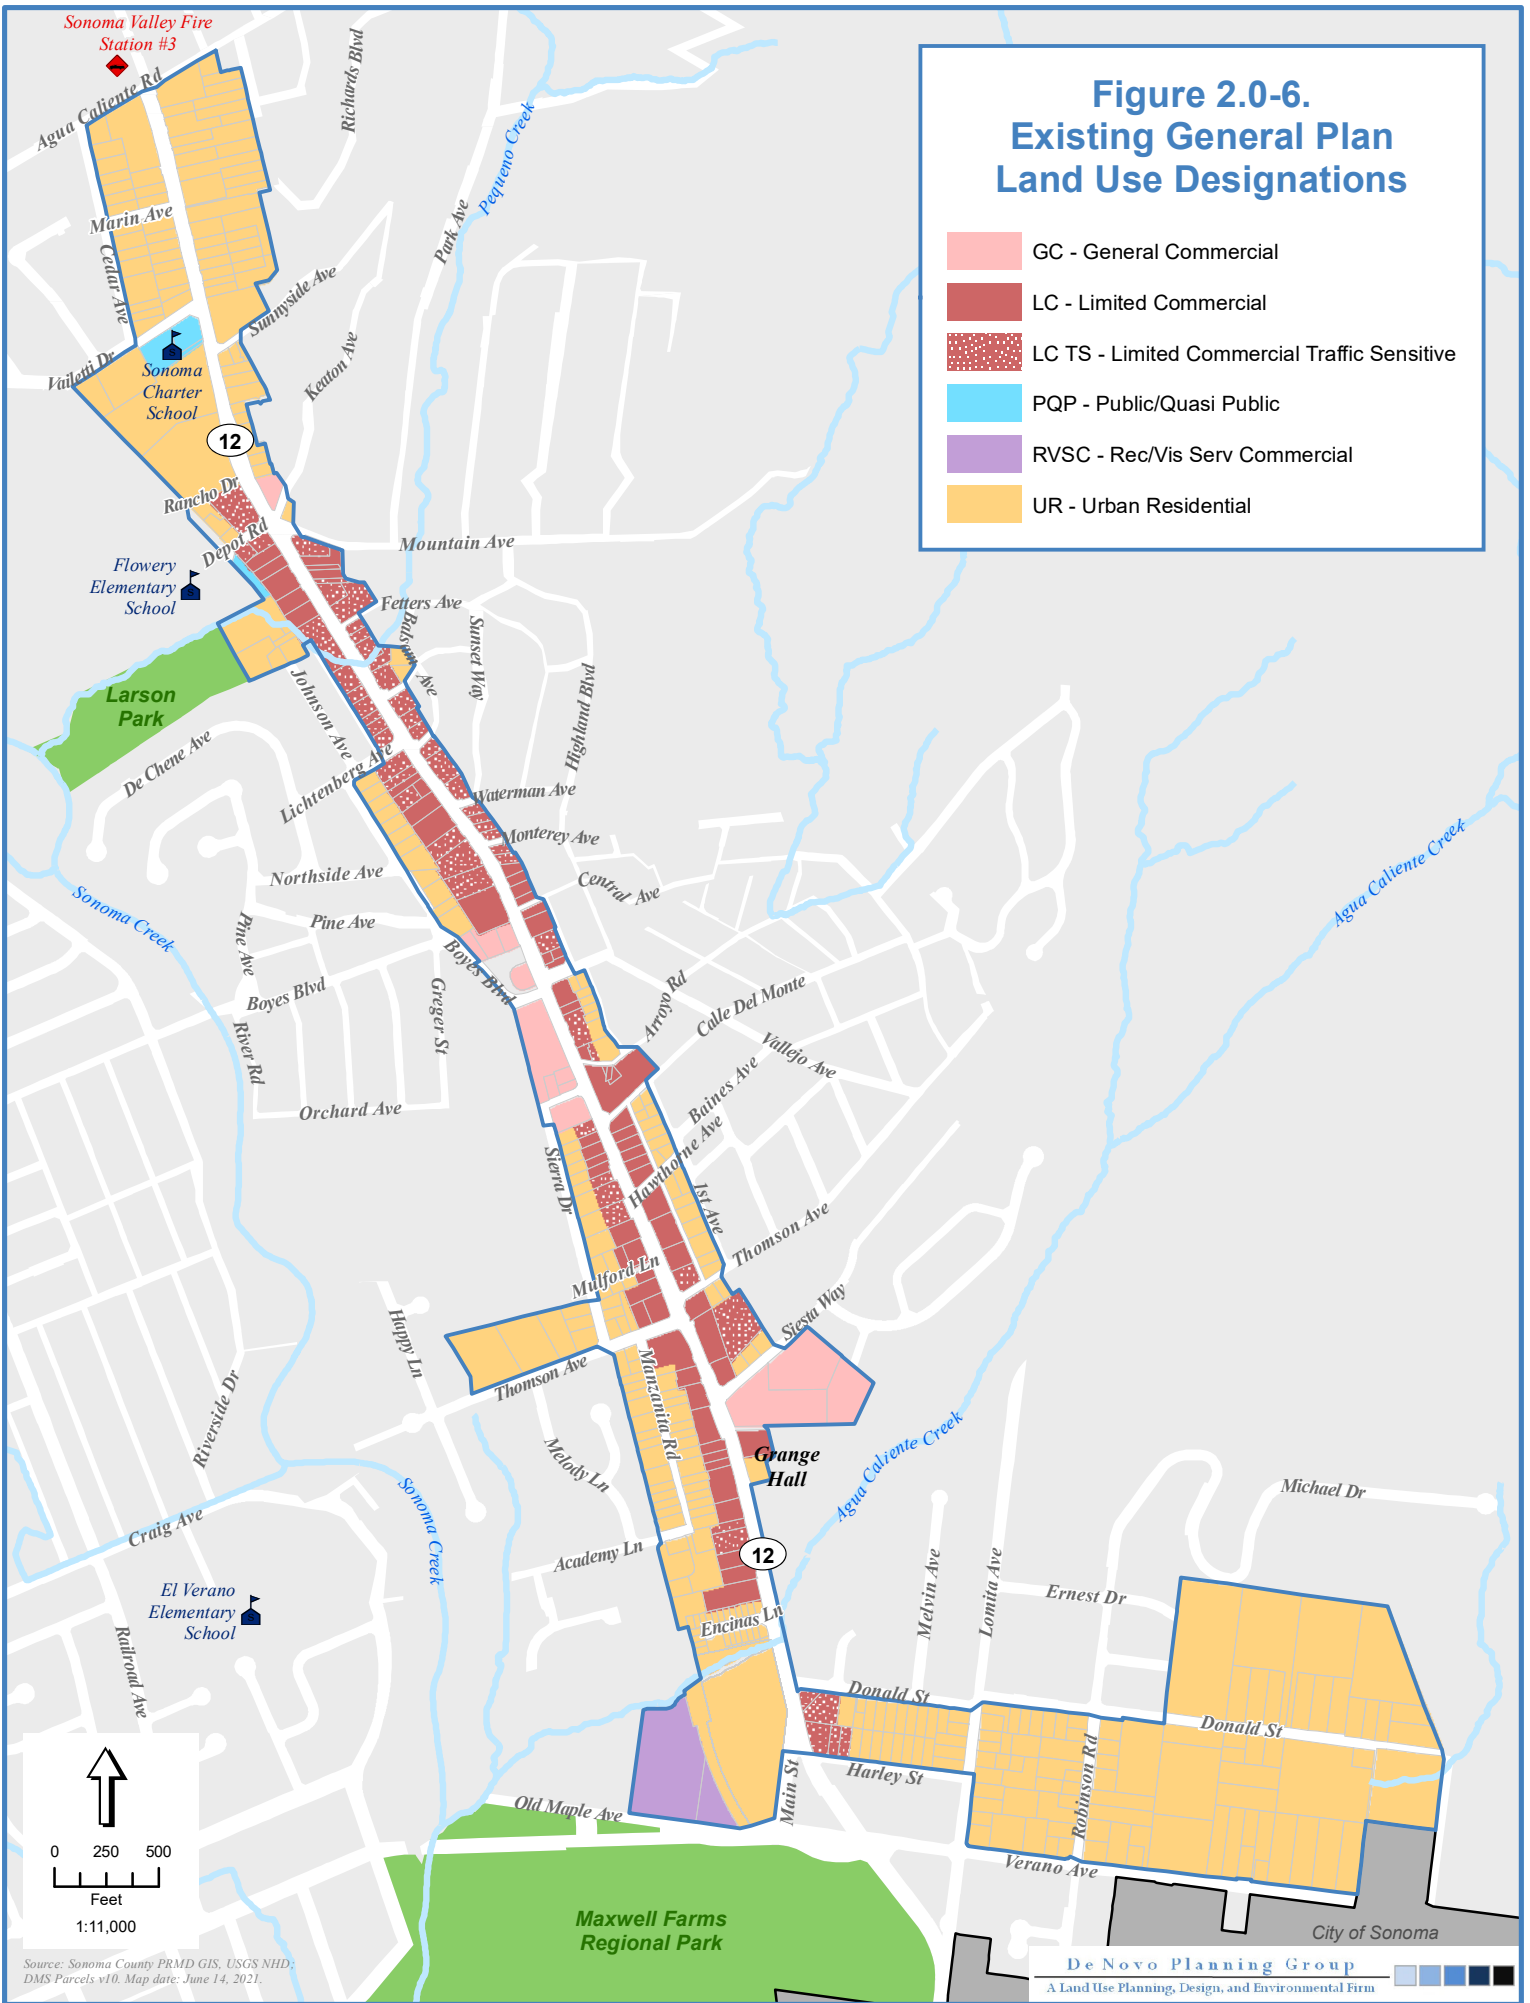 Sonoma Valley Fire
Station #3
Agua Caliente Rd
Richards Blvd
Pequeno Creek
Park Ave
Marin Ave
Cedar Ave
Sunnyside Ave
Keaton Ave
Vailetti Dr
Sonoma
Charter
School
12
Rancho Dr
Depot Rd
Mountain Ave
Flowery
Elementary
School
Fetters Ave
Balsam Ave
Sunset Way
Highland Blvd
Larson
Park
Johnson Ave
De Chene Ave
Lichtenberg Ave
Waterman Ave
Monterey Ave
Central Ave
Northside Ave
Pine Ave
Pine Ave
Sonoma Creek
Boyes Blvd
Boyes Blvd
Greger St
River Rd
Orchard Ave
Arroyo Rd
Calle Del Monte
Vallejo Ave
Baines Ave
Hawthorne Ave
1st Ave
Sierra Dr
Thomson Ave
Mulford Ln
Siesta Way
Happy Ln
Thomson Ave
Manzanita Rd
Riverside Dr
Melody Ln
Grange
Hall
Agua Caliente Creek
Agua Caliente Creek
Craig Ave
Sonoma Creek
Academy Ln
12
El Verano
Elementary
School
Railroad Ave
Encinas Ln
Melvin Ave
Lomita Ave
Ernest Dr
Michael Dr
Donald St
Donald St
Harley St
Main St
Robinson Rd
Old Maple Ave
Verano Ave
Maxwell Farms
Regional Park
City of Sonoma
Figure 2.0-6.
Existing General Plan
Land Use Designations
GC - General Commercial
LC - Limited Commercial
LC TS - Limited Commercial Traffic Sensitive
PQP - Public/Quasi Public
RVSC - Rec/Vis Serv Commercial
UR - Urban Residential
0 250 500
Feet
1:11,000
Source: Sonoma County PRMD GIS, USGS NHD;
DMS Parcels v10. Map date: June 14, 2021.
De Novo Planning Group
A Land Use Planning, Design, and Environmental Firm